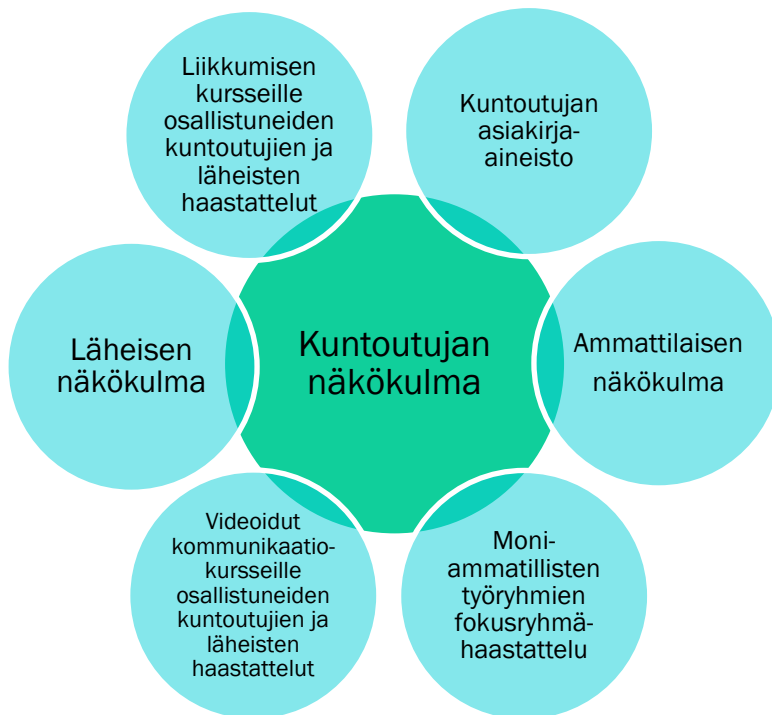 Liikkumisen
kursseille
osallistuneiden
kuntoutujien ja
läheisten
haastattelut
Kuntoutujan
asiakirja-
aineisto
Läheisen
näkökulma
Kuntoutujan
näkökulma
Ammattilaisen
näkökulma
Videoidut
kommunikaatio-
kursseille
osallistuneiden
kuntoutujien ja
läheisten
haastattelut
Moni-
ammatillisten
työryhmien
fokusryhmä-
haastattelu